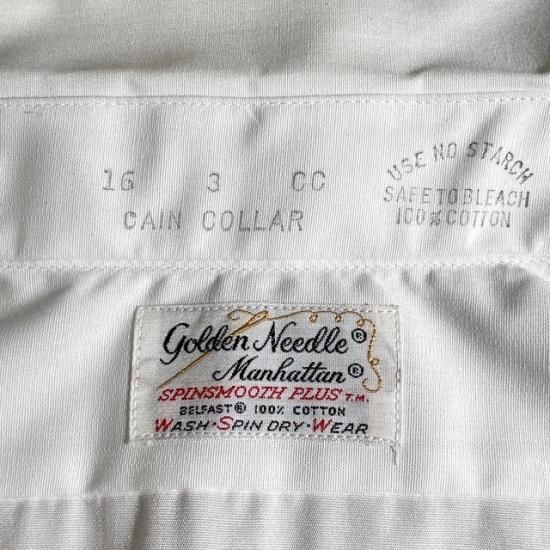 16 3 CC
CAIN COLLAR
USE NO STARCH
SAFE TO BLEACH
100% COTTON
Golden Needle®
Manhattan®
SPINSMOOTH PLUS T.M.
BELFAST® 100% COTTON
WASH·SPIN DRY·WEAR